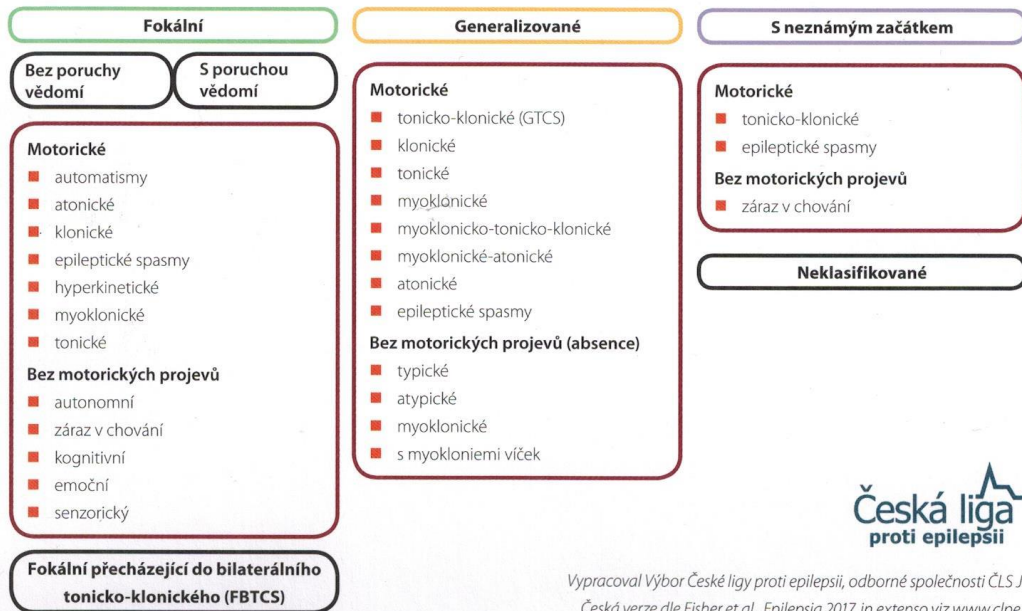 Fokální
Bez poruchy
vědomí
S poruchou
vědomí
Motorické
automatismy
atonické
klonické
epileptické spasmy
hyperkinetické
myoklonické
tonické
Bez motorických projevů
autonomní
záraz v chování
kognitivní
emoční
senzorický
Fokální přecházející do bilaterálního
tonicko-klonického (FBTCS)
Generalizované
Motorické
tonicko-klonické (GTCS)
klonické
tonické
myoklonické
myoklonicko-tonicko-klonické
myoklonické-atonické
atonické
epileptické spasmy
Bez motorických projevů (absence)
typické
atypické
myoklonické
s myokloniemi víček
S neznámým začátkem
Motorické
tonicko-klonické
epileptické spasmy
Bez motorických projevů
záraz v chování
Neklasifikované
Česká liga
proti epilepsii
Vypracoval Výbor České ligy proti epilepsii, odborné společnosti ČLS J
Česká verze dle Fisher et al., Epilepsia 2017, in extenso viz www.clpe